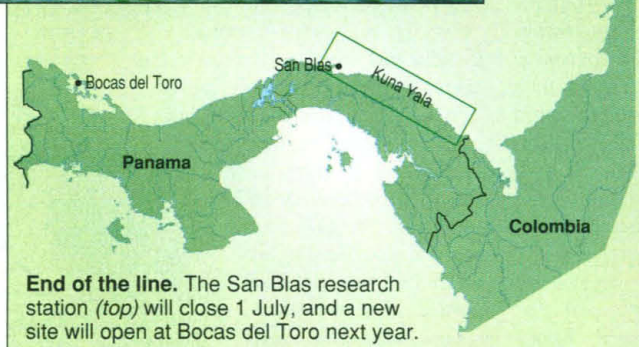 San Blás
Kuna Yala
Bocas del Toro
Panama
Colombia
End of the line. The San Blas research
station (top) will close 1 July, and a new
site will open at Bocas del Toro next year.